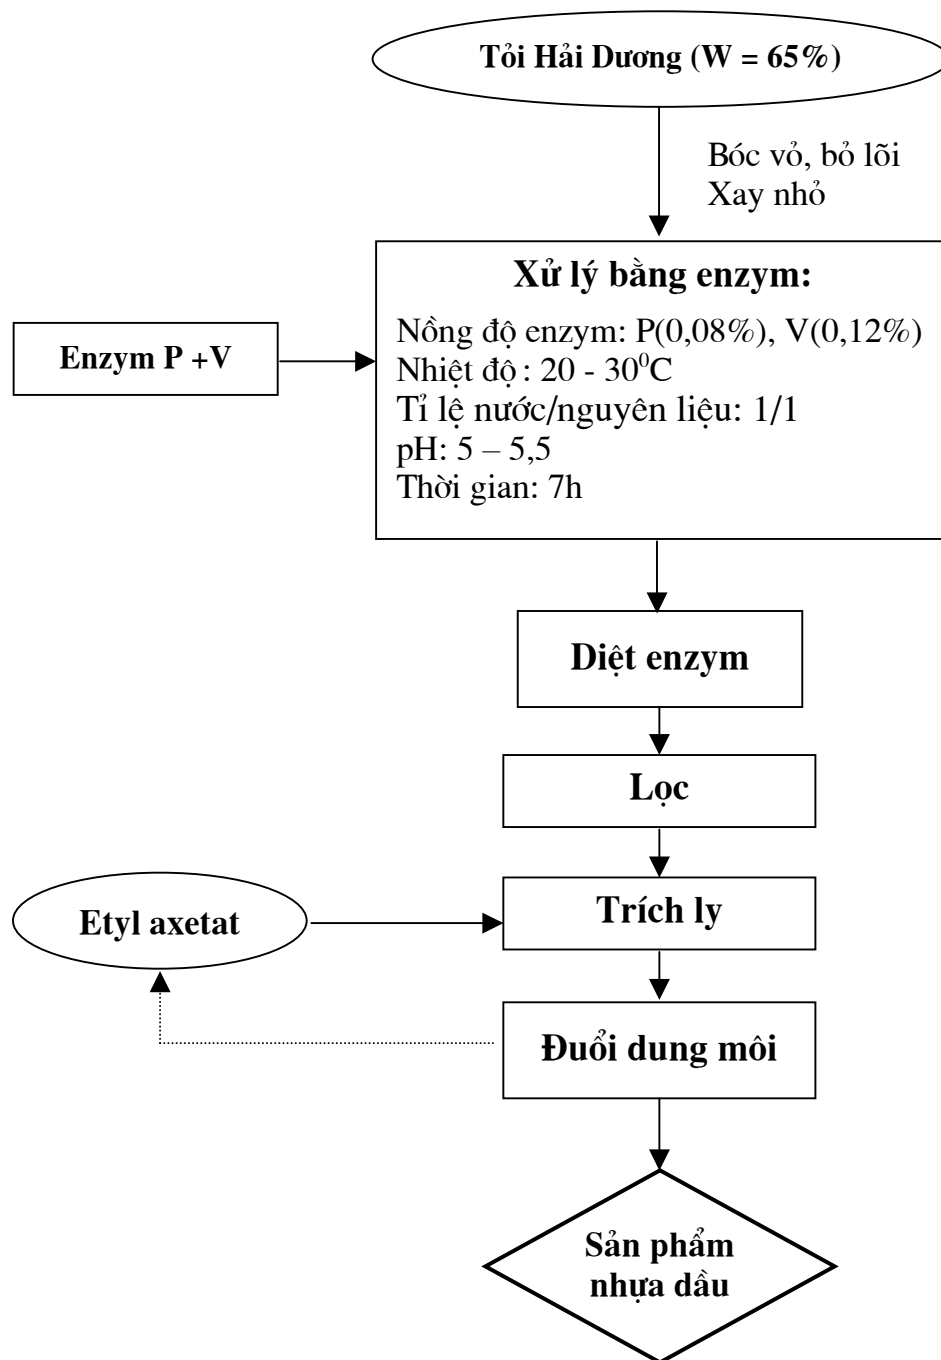 Tỏi Hải Dương (W = 65%)
Bóc vỏ, bỏ lõi
Xay nhỏ
Xử lý bằng enzym:
Nồng độ enzym: P(0,08%), V(0,12%)
Nhiệt độ : 20 - 30⁰C
Tỉ lệ nước/nguyên liệu: 1/1
pH: 5 – 5,5
Thời gian: 7h
Enzym P +V
Diệt enzym
Lọc
Trích ly
Etyl axetat
Đuổi dung môi
Sản phẩm
nhựa dầu